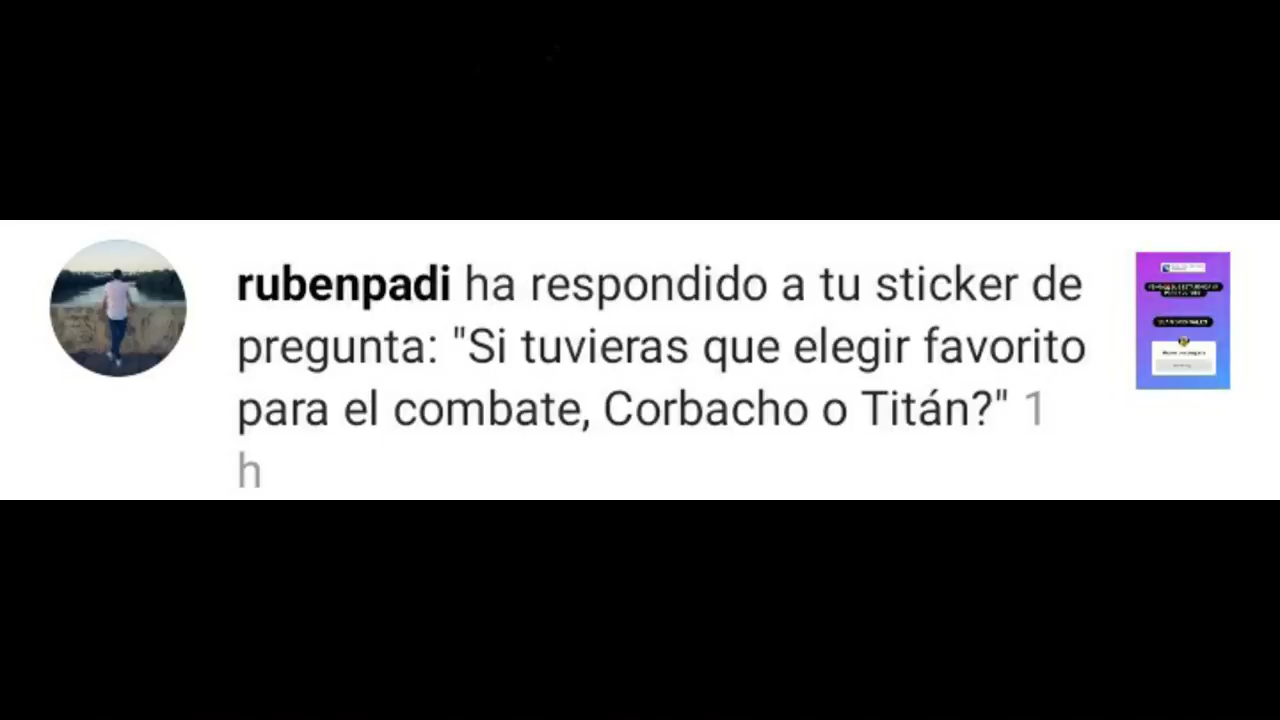 rubenpadi ha respondido a tu sticker de
pregunta: "Si tuvieras que elegir favorito
para el combate, Corbacho o Titán?" 1
h